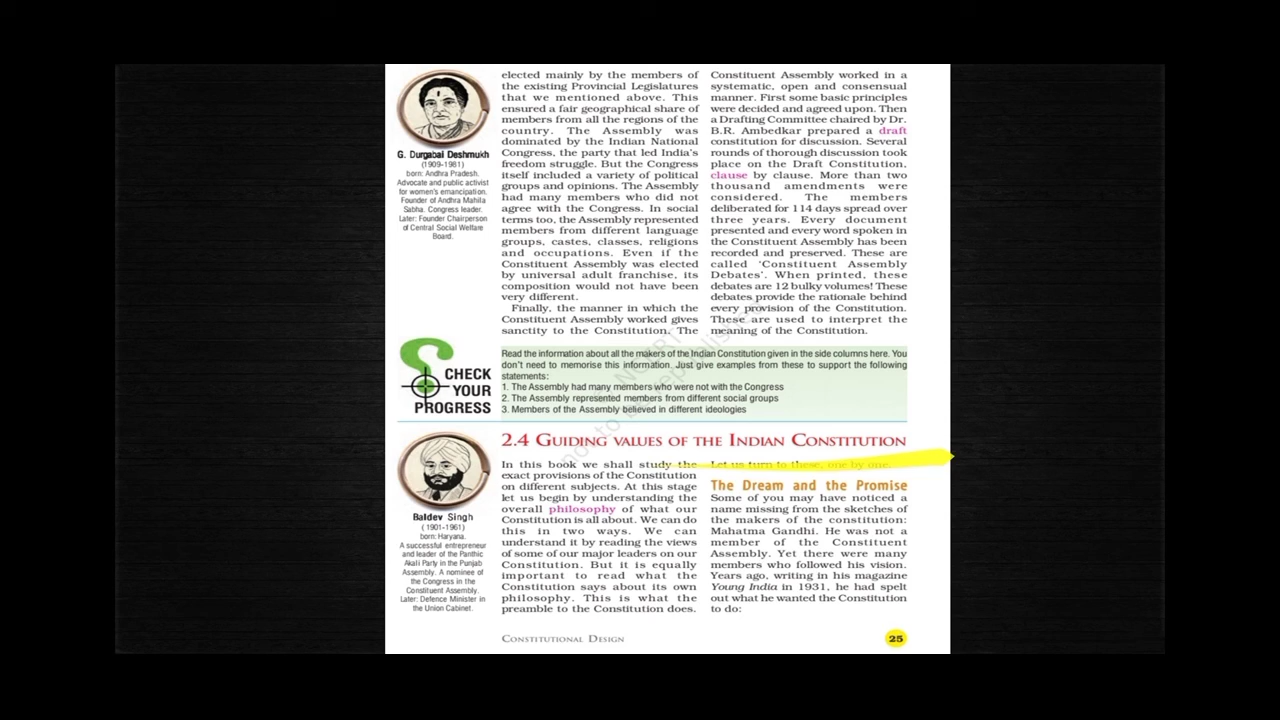 elected mainly by the members of
the existing Provincial Legislatures
that we mentioned above. This
ensured a fair geographical share of
members from all the regions of the
country. The Assembly was
dominated by the Indian National
Congress, the party that led India's
freedom struggle. But the Congress
itself included a variety of political
groups and opinions. The Assembly
had many members who did not
agree with the Congress. In social
terms too, the Assembly represented
members from different language
groups, castes, classes, religions
and occupations. Even if the
Constituent Assembly was elected
by universal adult franchise, its
composition would not have been
very different.
Finally, the manner in which the
Constituent Assembly worked gives
sanctity to the Constitution. The
Constituent Assembly worked in a
systematic, open and consensual
manner. First some basic principles
were decided and agreed upon. Then
a Drafting Committee chaired by Dr.
B.R. Ambedkar prepared a draft
constitution for discussion. Several
rounds of thorough discussion took
place on the Draft Constitution,
clause by clause. More than two
thousand amendments were
considered. The members
deliberated for 114 days spread over
three years. Every document
presented and every word spoken in
the Constituent Assembly has been
recorded and preserved. These are
called 'Constituent Assembly
Debates'. When printed, these
debates are 12 bulky volumes! These
debates provide the rationale behind
every provision of the Constitution.
These are used to interpret the
meaning of the Constitution.
G. Durgabai Deshmukh
(1909-1981)
born: Andhra Pradesh.
Advocate and public activist
for women's emancipation.
Founder of Andhra Mahila
Sabha. Congress leader.
Later: Founder Chairperson
of Central Social Welfare
Board.
CHECK
YOUR
PROGRESS
Read the information about all the makers of the Indian Constitution given in the side columns here. You
don't need to memorise this information. Just give examples from these to support the following
statements:
1. The Assembly had many members who were not with the Congress
2. The Assembly represented members from different social groups
3. Members of the Assembly believed in different ideologies
2.4 GUIDING VALUES OF THE INDIAN CONSTITUTION
In this book we shall study the
exact provisions of the Constitution
on different subjects. At this stage
let us begin by understanding the
overall philosophy of what our
Constitution is all about. We can do
this in two ways. We can
understand it by reading the views
of some of our major leaders on our
Constitution. But it is equally
important to read what the
Constitution says about its own
philosophy. This is what the
preamble to the Constitution does.
Let us turn to these, one by one.
The Dream and the Promise
Some of you may have noticed a
name missing from the sketches of
the makers of the constitution:
Mahatma Gandhi. He was not a
member of the Constituent
Assembly. Yet there were many
members who followed his vision.
Years ago, writing in his magazine
Young India in 1931, he had spelt
out what he wanted the Constitution
to do:
Baldev Singh
(1901-1961)
born: Haryana.
A successful entrepreneur
and leader of the Panthic
Akali Party in the Punjab
Assembly. A nominee of
the Congress in the
Constituent Assembly.
Later: Defence Minister in
the Union Cabinet.
CONSTITUTIONAL DESIGN
25